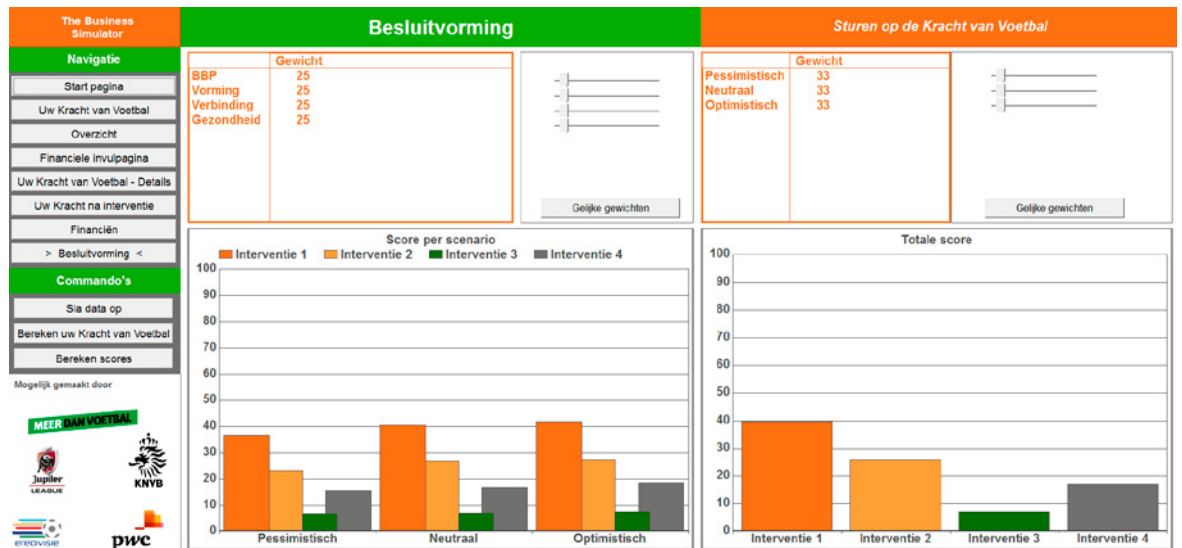 The Business
Simulator
Besluitvorming
Sturen op de Kracht van Voetbal
Navigatie
Start pagina
Uw Kracht van Voetbal
Overzicht
Financiele invulpagina
Uw Kracht van Voetbal - Details
Uw Kracht na interventie
Financiën
> Besluitvorming <
Commando's
Sla data op
Bereken uw Kracht van Voetbal
Bereken scores
Mogelijk gemaakt door
MEER DAN VOETBAL
Jupiler
LEAGUE
KNVB
eredivisie
pwc
Gewicht
BBP 25
Vorming 25
Verbinding 25
Gezondheid 25
Gelijke gewichten
Gewicht
Pessimistisch 33
Neutraal 33
Optimistisch 33
Gelijke gewichten
Score per scenario
Interventie 1 Interventie 2 Interventie 3 Interventie 4
100
90
80
70
60
50
40
30
20
10
0
Pessimistisch Neutraal Optimistisch
Totale score
100
90
80
70
60
50
40
30
20
10
0
Interventie 1 Interventie 2 Interventie 3 Interventie 4